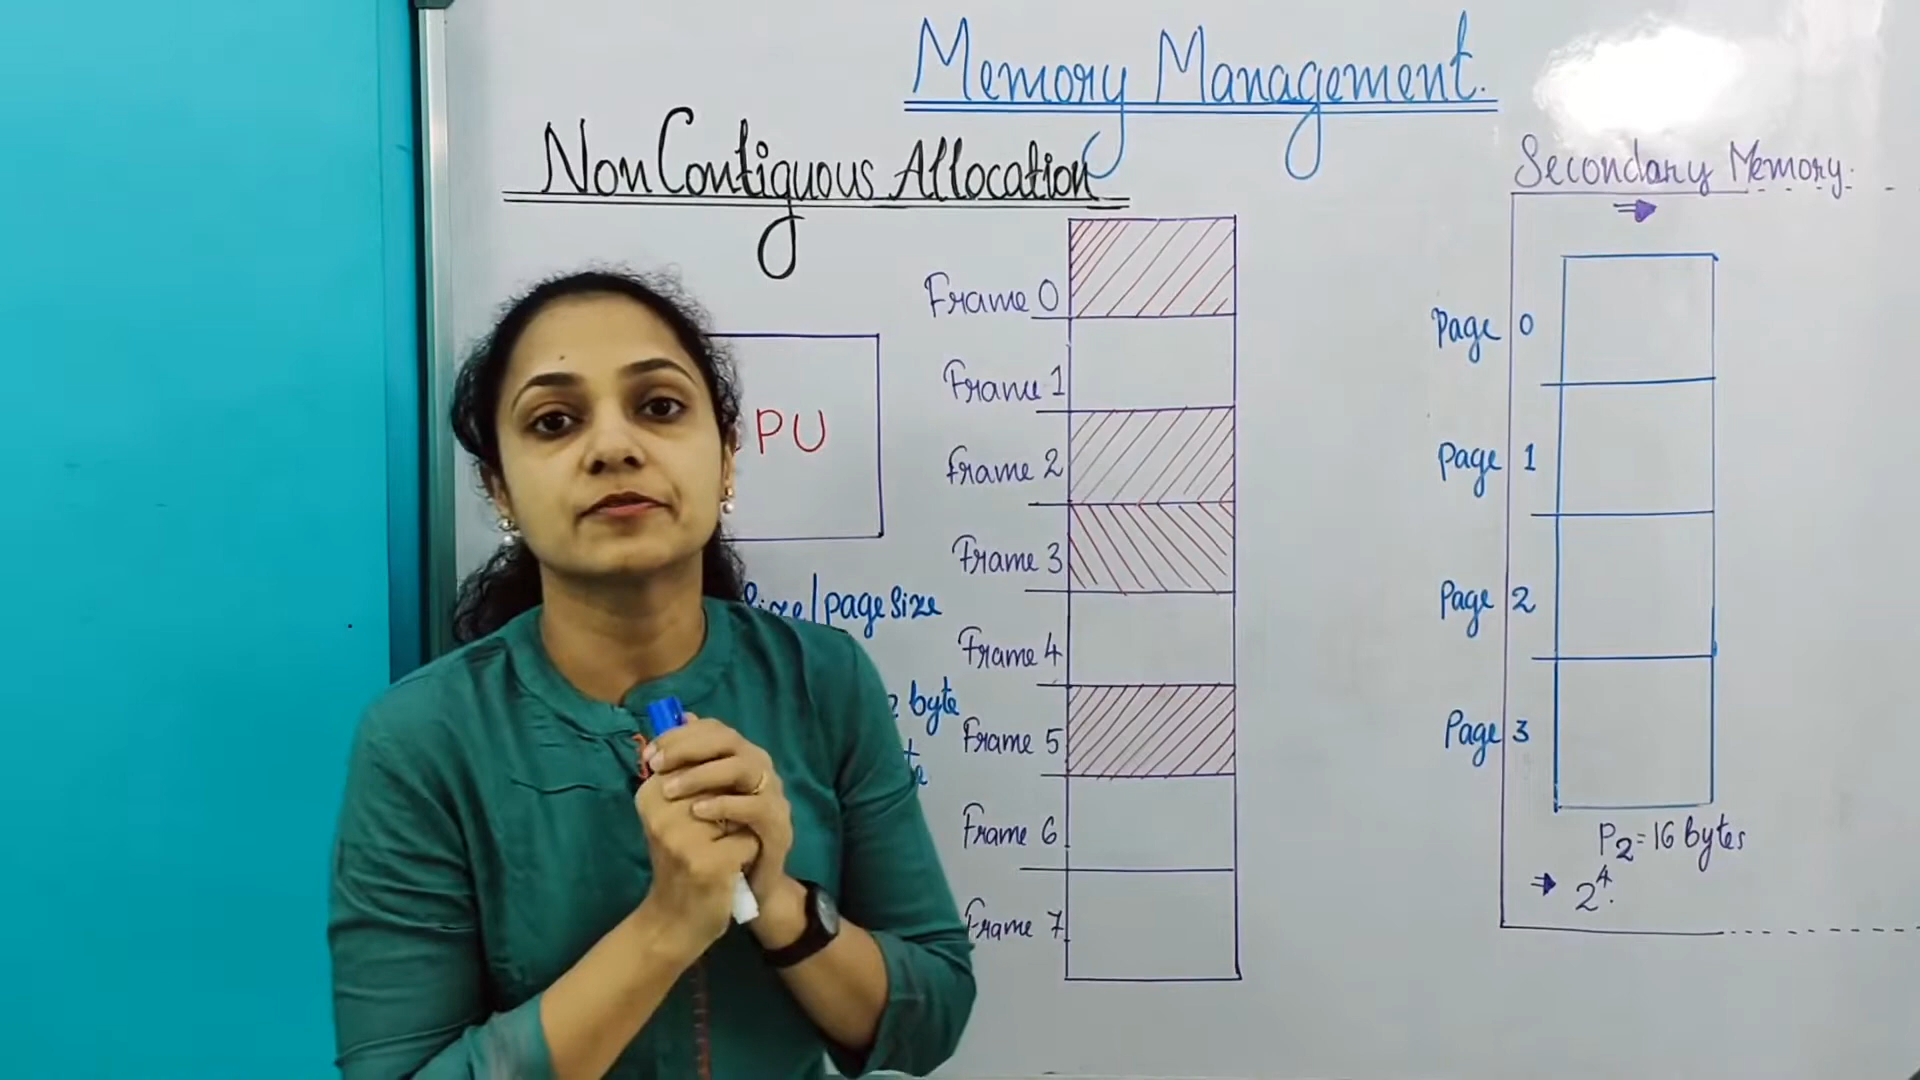 Memory Management.
Non Contiguous Allocation
Secondary Memory.
Frame 0
Frame 1
Frame 2
Frame 3
Frame 4
Frame 5
Frame 6
Frame 7
PU
Size/page size
byte
Page 0
Page 1
Page 2
Page 3
P2=16 bytes
⇒ 2⁴.